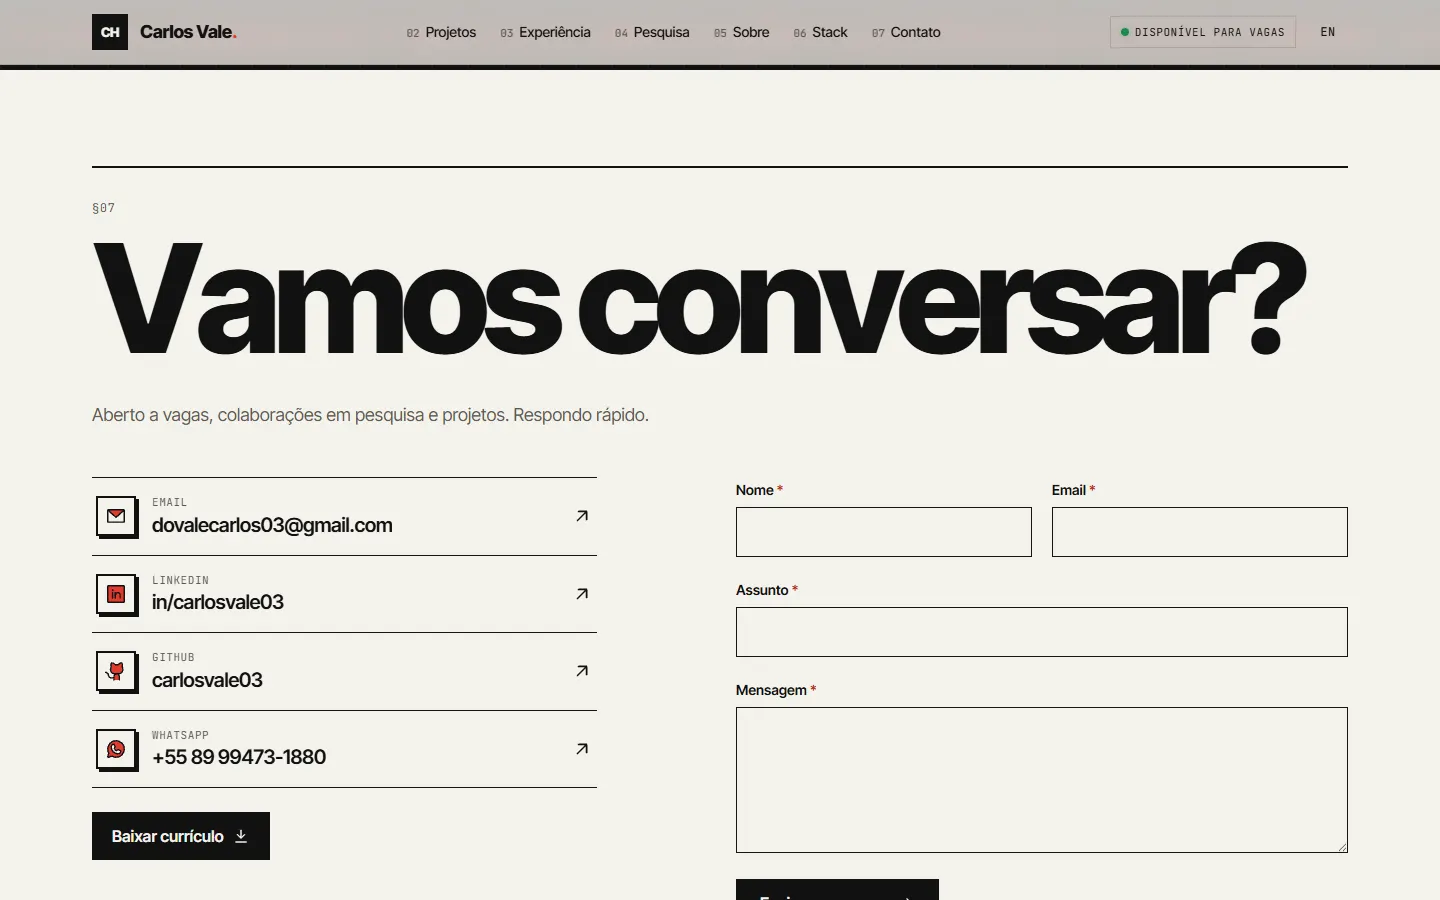 CH Carlos Vale. 02 Projetos 03 Experiência 04 Pesquisa 05 Sobre 06 Stack 07 Contato DISPONÍVEL PARA VAGAS EN
§07
Vamos conversar?
Aberto a vagas, colaborações em pesquisa e projetos. Respondo rápido.
EMAIL
dovalecarlos03@gmail.com
LINKEDIN
in/carlosvale03
GITHUB
carlosvale03
WHATSAPP
+55 89 99473-1880
Baixar currículo
Nome *
Email *
Assunto *
Mensagem *